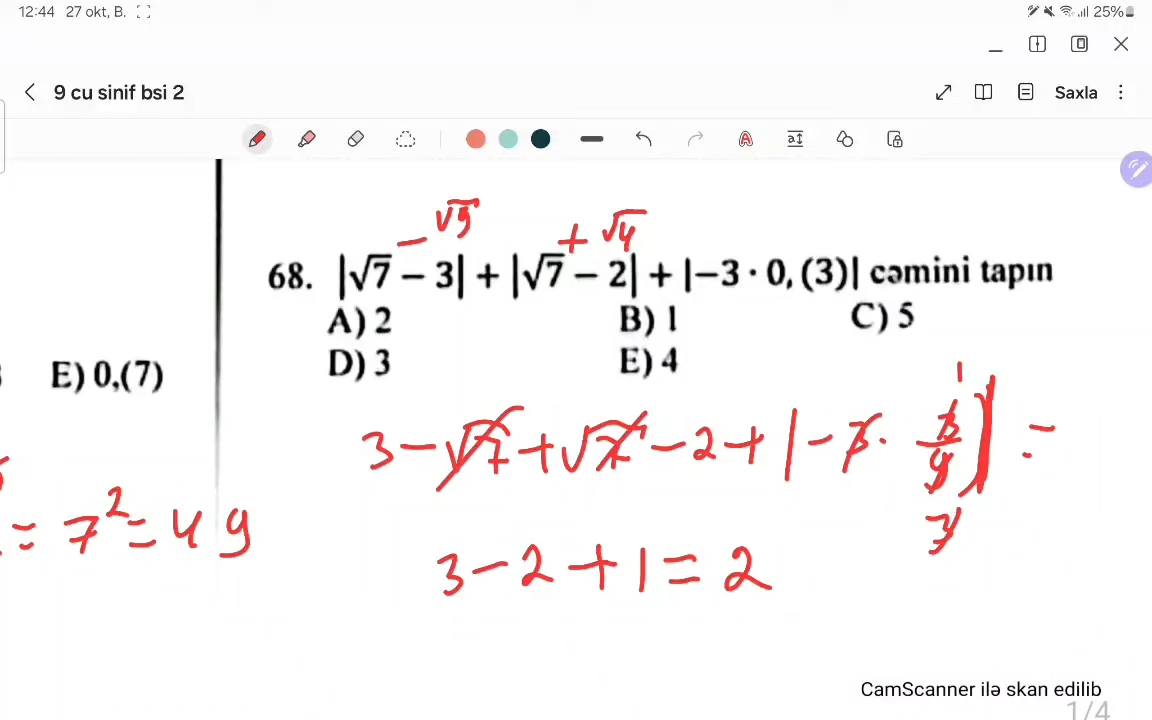 12:44 27 okt, B. 25%
9 cu sinif bsi 2 Saxla
√9 √4
− +
68. |√7 − 3| + |√7 − 2| + |−3 · 0, (3)| cəmini tapın
A) 2 B) 1 C) 5
D) 3 E) 4
E) 0,(7)
3 − √7 + √7 − 2 + |−3 · 3/9| =
1
3
= 7² = 49
3 − 2 + 1 = 2
CamScanner ilə skan edilib
1/4